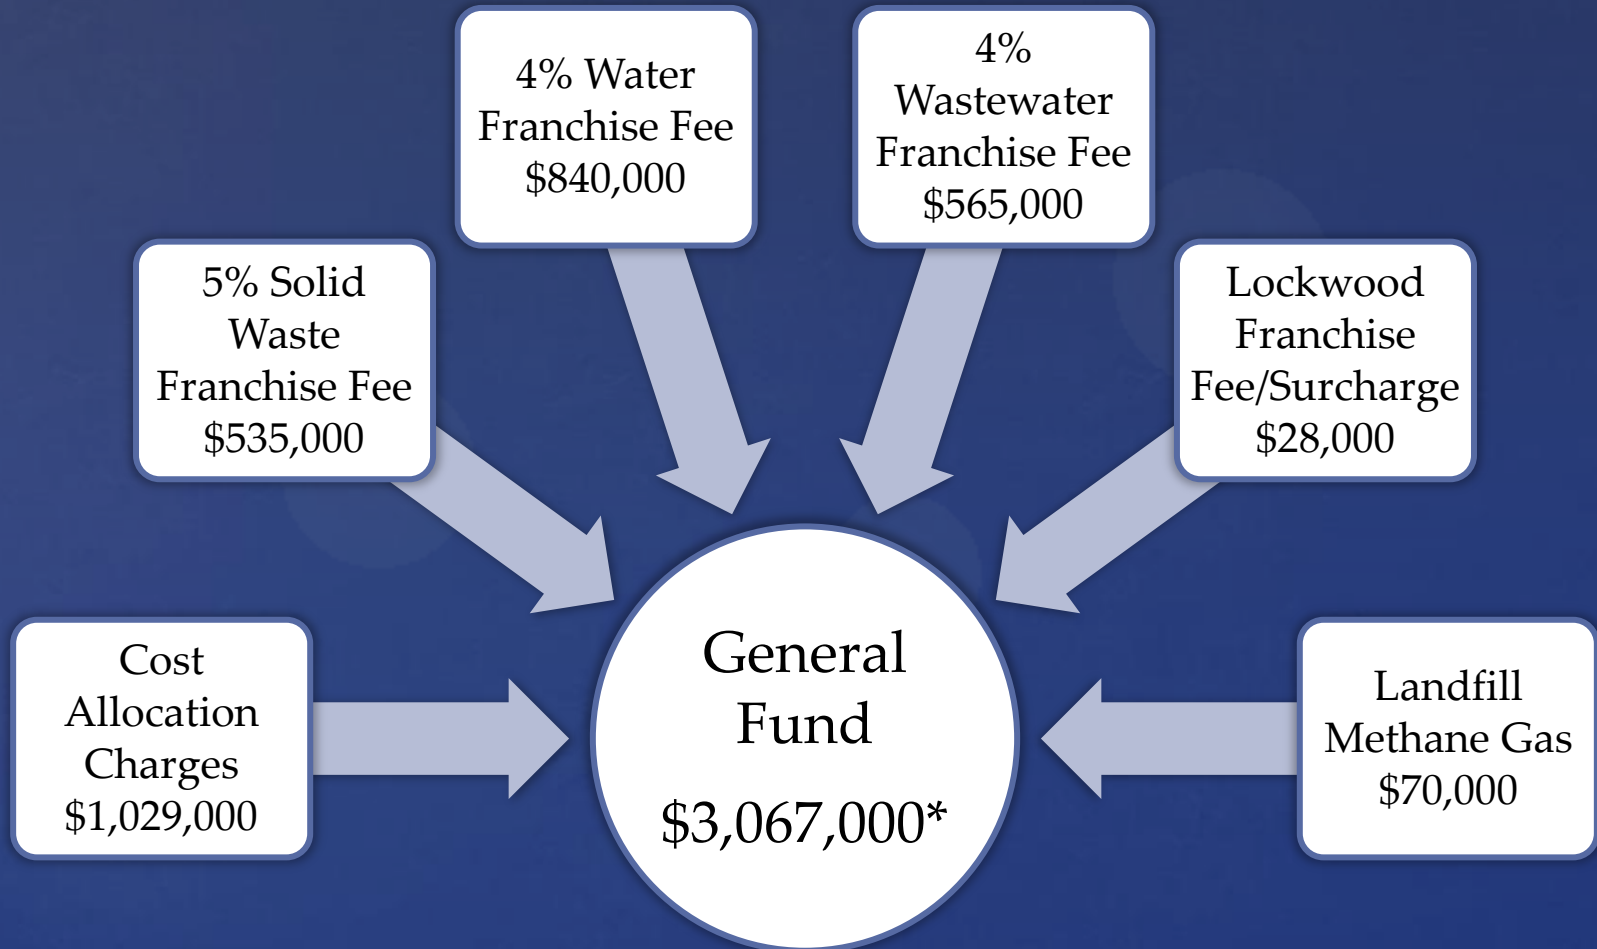 4% Water
Franchise Fee
$840,000
4%
Wastewater
Franchise Fee
$565,000
5% Solid
Waste
Franchise Fee
$535,000
Lockwood
Franchise
Fee/Surcharge
$28,000
Cost
Allocation
Charges
$1,029,000
General
Fund
$3,067,000*
Landfill
Methane Gas
$70,000